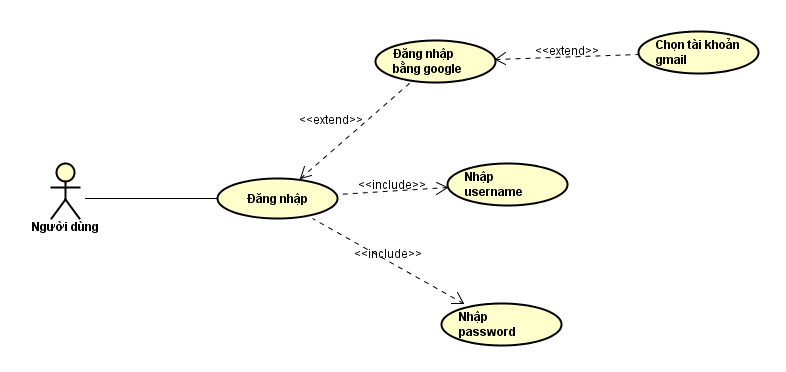 Đăng nhập
bằng google
<<extend>>
Chọn tài khoản
gmail
<<extend>>
Nhập
username
<<include>>
Đăng nhập
Người dùng
<<include>>
Nhập
password